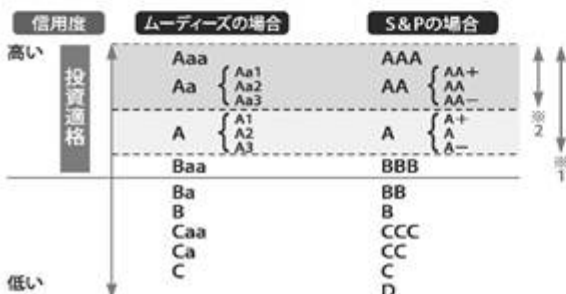 信用度 ムーディーズの場合 S&Pの場合
高い
投資適格
Aaa AAA
Aa { Aa1 Aa2 Aa3 AA { AA+ AA AA−
A { A1 A2 A3 A { A+ A A−
Baa BBB
Ba BB
B B
Caa CCC
Ca CC
C C
低い D
※2
※1